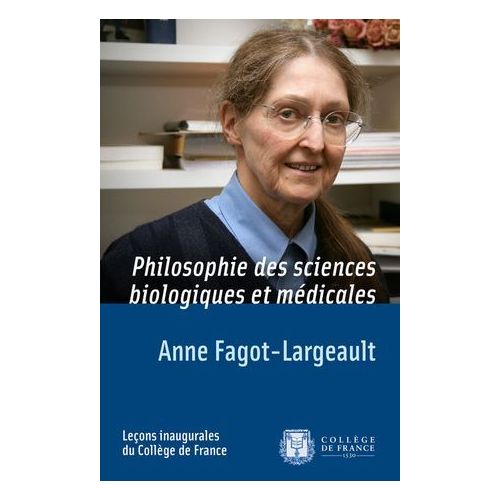 Philosophie des sciences
biologiques et médicales
Anne Fagot-Largeault
Leçons inaugurales
du Collège de France
COLLÈGE
DE FRANCE
1530